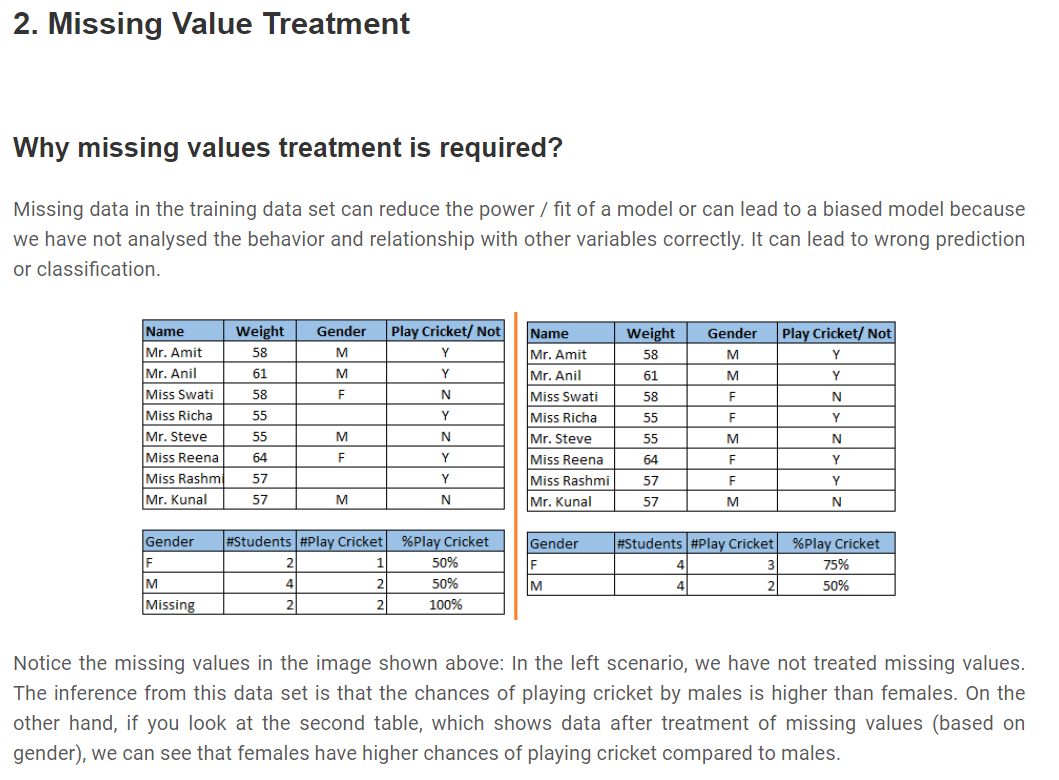 2. Missing Value Treatment
Why missing values treatment is required?
Missing data in the training data set can reduce the power / fit of a model or can lead to a biased model because
we have not analysed the behavior and relationship with other variables correctly. It can lead to wrong prediction
or classification.
Name Weight Gender Play Cricket/ Not
Mr. Amit 58 M Y
Mr. Anil 61 M Y
Miss Swati 58 F N
Miss Richa 55 Y
Mr. Steve 55 M N
Miss Reena 64 F Y
Miss Rashmi 57 Y
Mr. Kunal 57 M N
Gender #Students #Play Cricket %Play Cricket
F 2 1 50%
M 4 2 50%
Missing 2 2 100%
Name Weight Gender Play Cricket/ Not
Mr. Amit 58 M Y
Mr. Anil 61 M Y
Miss Swati 58 F N
Miss Richa 55 F Y
Mr. Steve 55 M N
Miss Reena 64 F Y
Miss Rashmi 57 F Y
Mr. Kunal 57 M N
Gender #Students #Play Cricket %Play Cricket
F 4 3 75%
M 4 2 50%
Notice the missing values in the image shown above: In the left scenario, we have not treated missing values.
The inference from this data set is that the chances of playing cricket by males is higher than females. On the
other hand, if you look at the second table, which shows data after treatment of missing values (based on
gender), we can see that females have higher chances of playing cricket compared to males.